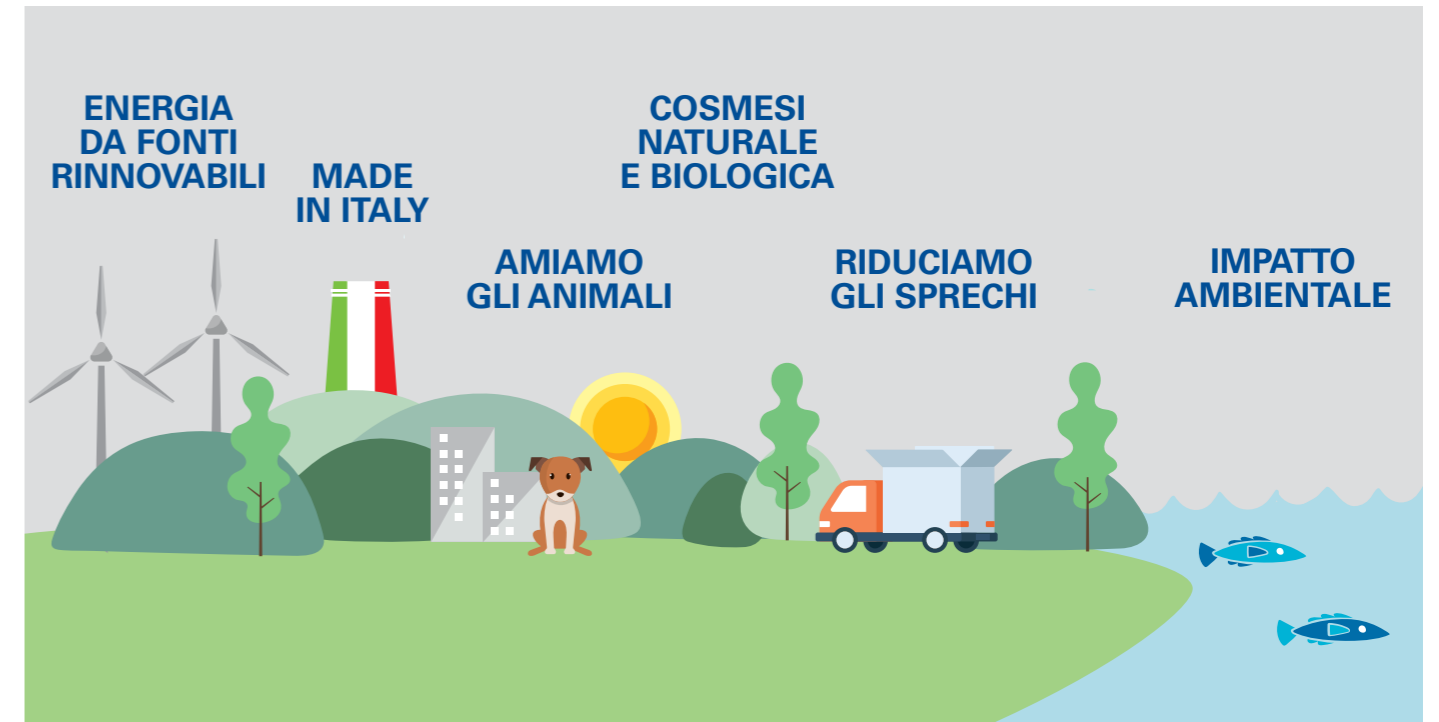 ENERGIA
DA FONTI
RINNOVABILI
MADE
IN ITALY
AMIAMO
GLI ANIMALI
COSMESI
NATURALE
E BIOLOGICA
RIDUCIAMO
GLI SPRECHI
IMPATTO
AMBIENTALE